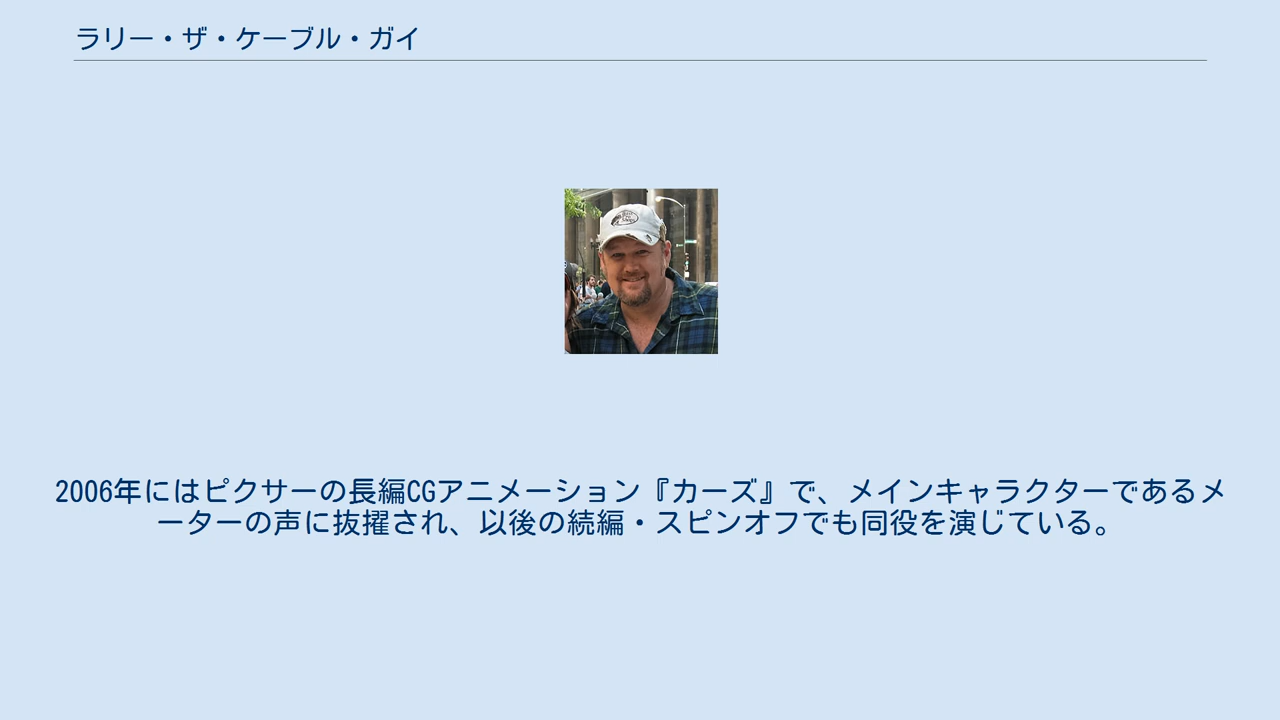 ラリー・ザ・ケーブル・ガイ
2006年にはピクサーの長編CGアニメーション『カーズ』で、メインキャラクターであるメ
ーターの声に抜擢され、以後の続編・スピンオフでも同役を演じている。